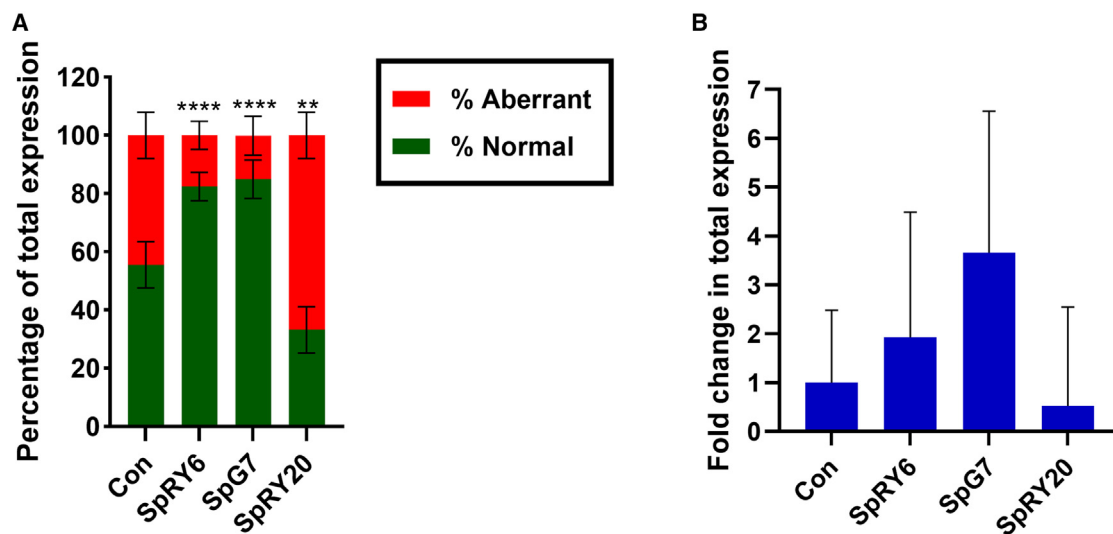 A
Percentage of total expression
120
100
80
60
40
20
0
**** **** **
Con
SpRY6
SpG7
SpRY20
% Aberrant
% Normal
B
Fold change in total expression
7
6
5
4
3
2
1
0
Con
SpRY6
SpG7
SpRY20